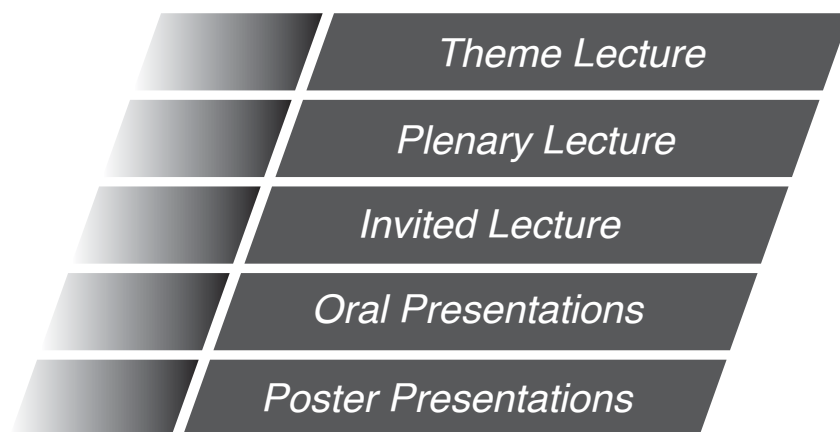 Theme Lecture
Plenary Lecture
Invited Lecture
Oral Presentations
Poster Presentations